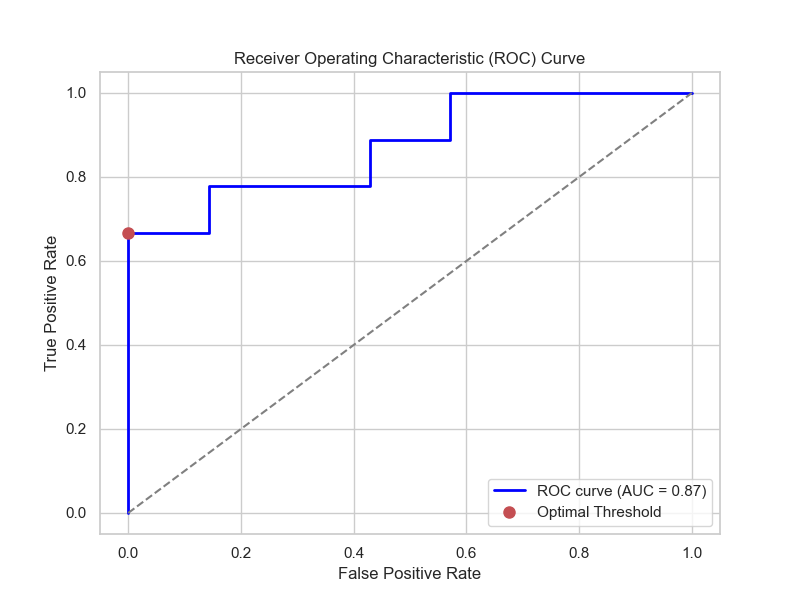 Receiver Operating Characteristic (ROC) Curve
True Positive Rate
1.0
0.8
0.6
0.4
0.2
0.0
ROC curve (AUC = 0.87)
Optimal Threshold
0.0 0.2 0.4 0.6 0.8 1.0
False Positive Rate